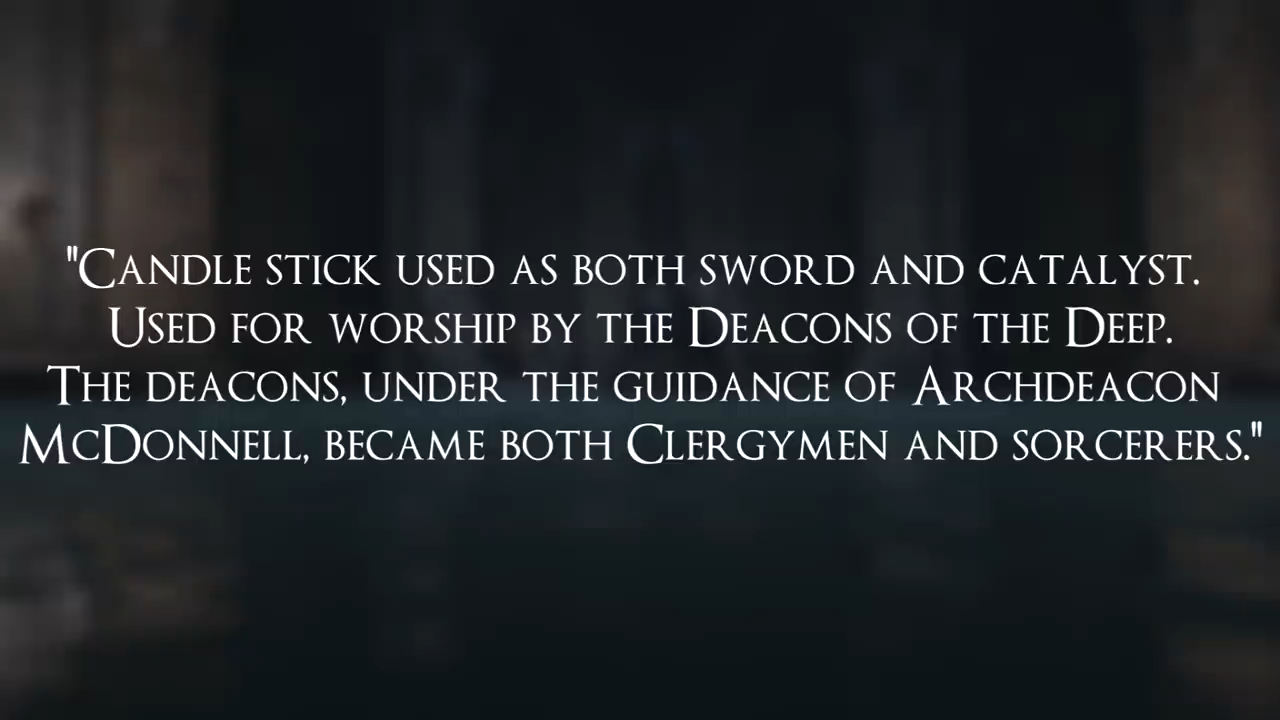 "Candle stick used as both sword and catalyst.
Used for worship by the Deacons of the Deep.
The deacons, under the guidance of Archdeacon
McDonnell, became both Clergymen and sorcerers."